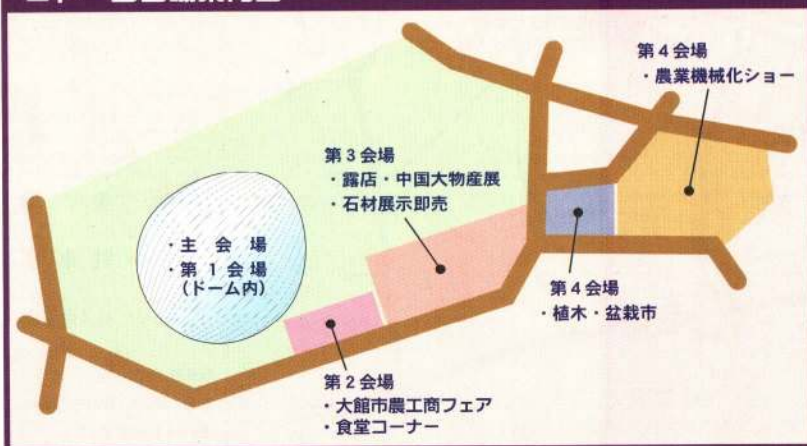 第4会場
・農業機械化ショー
第3会場
・露店・中国大物産展
・石材展示即売
・主会場
・第1会場
(ドーム内)
第4会場
・植木・盆栽市
第2会場
・大館市農工商フェア
・食堂コーナー